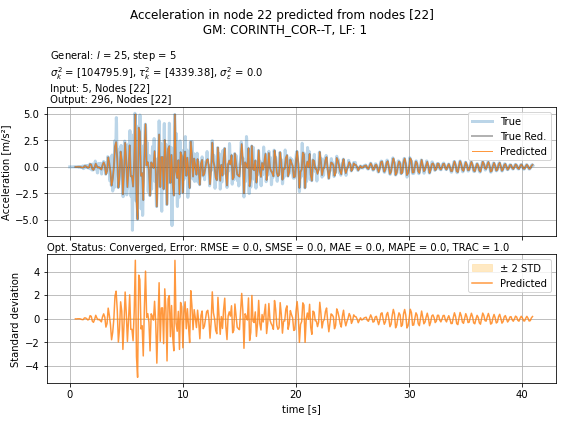 Acceleration in node 22 predicted from nodes [22]
GM: CORINTH_COR--T, LF: 1
General: l = 25, step = 5
σ²ₖ = [104795.9], τ²ₖ = [4339.38], σ²ε = 0.0
Input: 5, Nodes [22]
Output: 296, Nodes [22]
5.0
2.5
0.0
−2.5
−5.0
Acceleration [m/s²]
True
True Red.
Predicted
Opt. Status: Converged, Error: RMSE = 0.0, SMSE = 0.0, MAE = 0.0, MAPE = 0.0, TRAC = 1.0
4
2
0
−2
−4
Standard deviation
± 2 STD
Predicted
0 10 20 30 40
time [s]